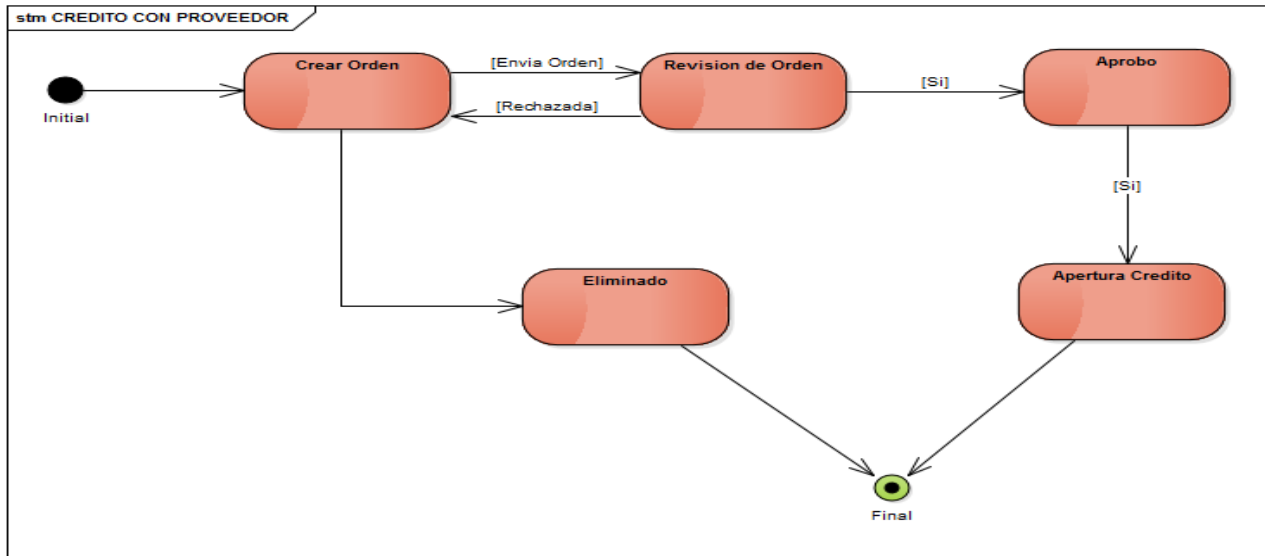 stm CREDITO CON PROVEEDOR
Initial
Crear Orden
[Envia Orden]
[Rechazada]
Revision de Orden
[Si]
Aprobo
[Si]
Eliminado
Apertura Credito
Final